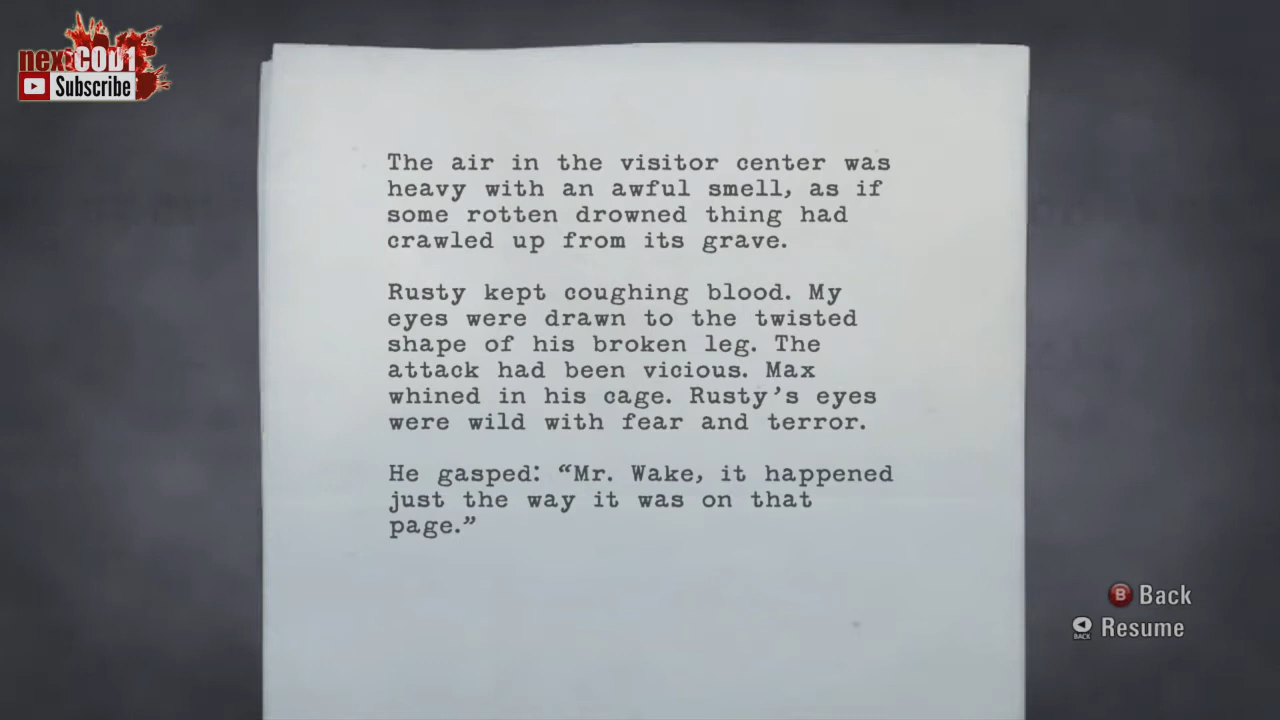 nextCOD1
Subscribe
The air in the visitor center was
heavy with an awful smell, as if
some rotten drowned thing had
crawled up from its grave.
Rusty kept coughing blood. My
eyes were drawn to the twisted
shape of his broken leg. The
attack had been vicious. Max
whined in his cage. Rusty’s eyes
were wild with fear and terror.
He gasped: “Mr. Wake, it happened
just the way it was on that
page.”
B Back
BACK Resume